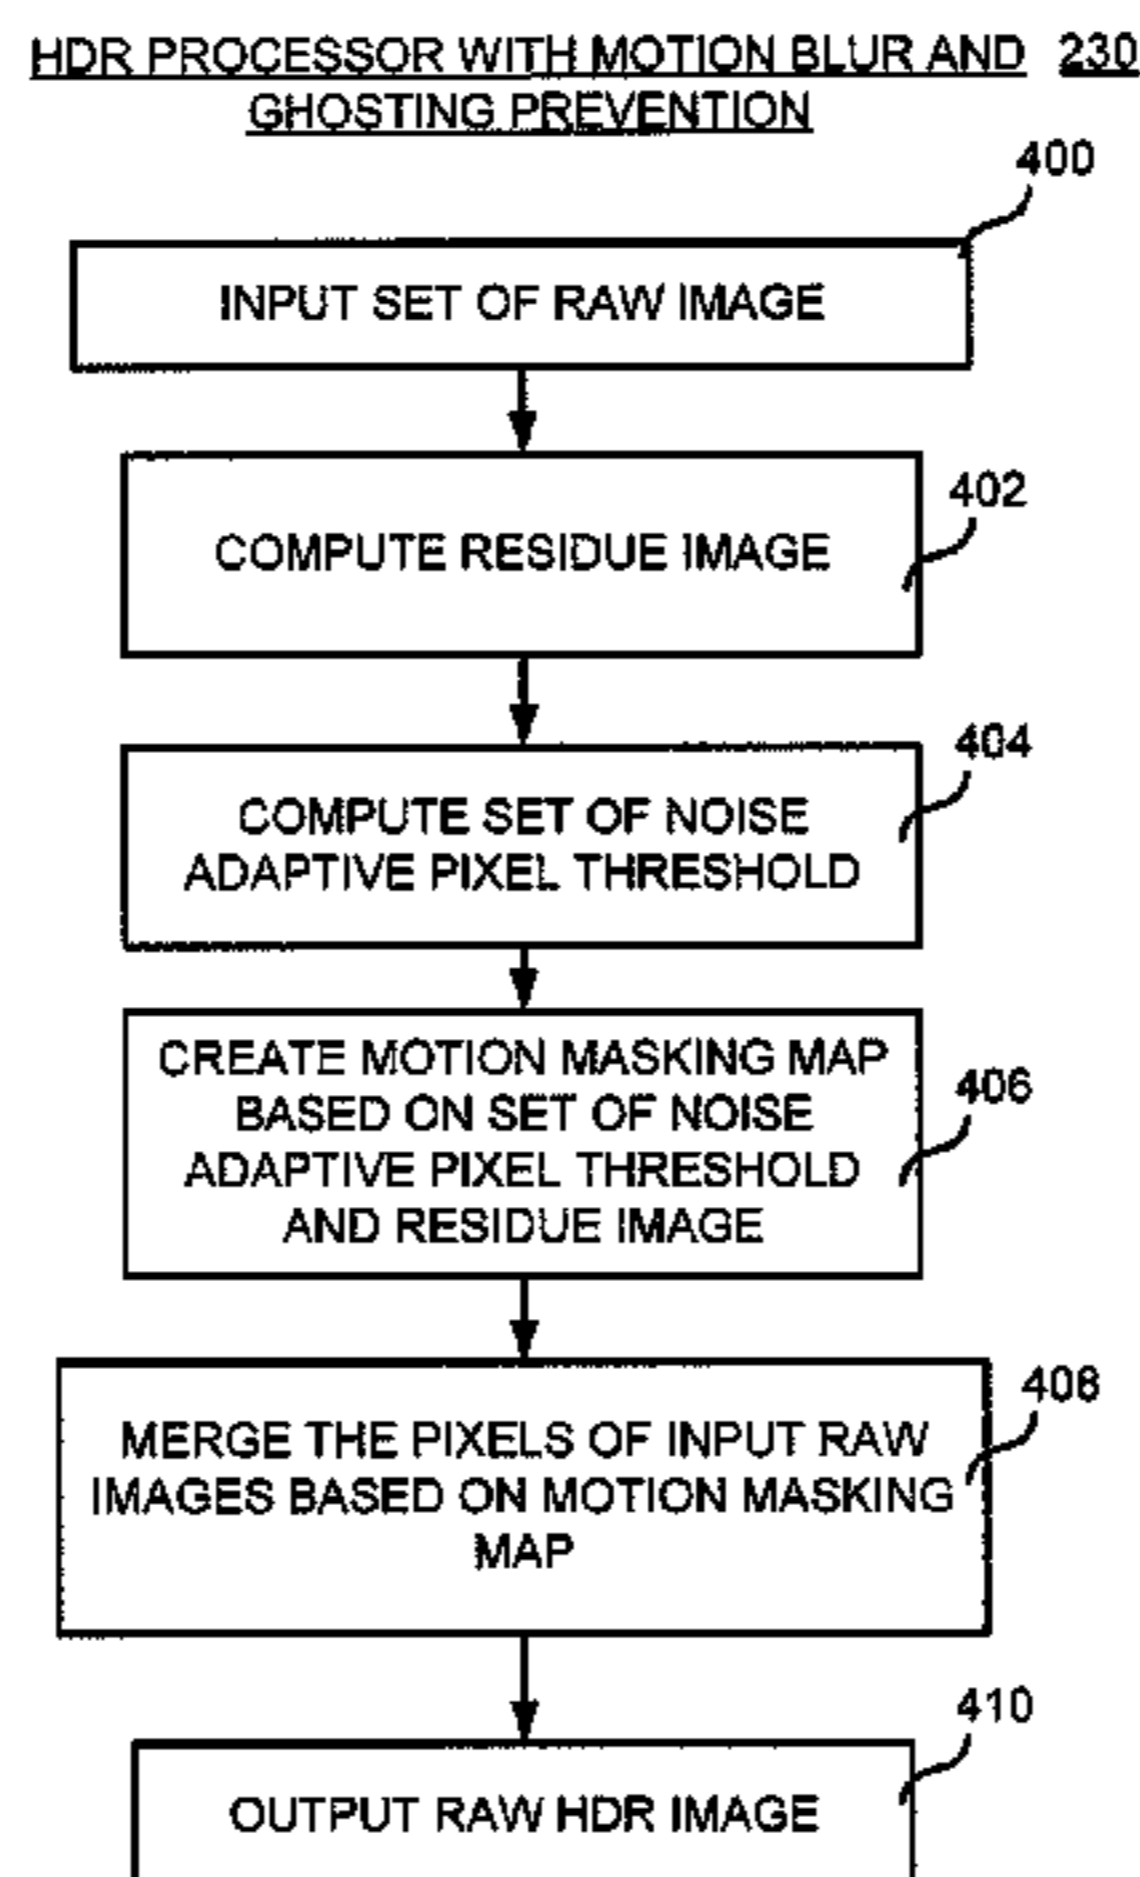 HDR PROCESSOR WITH MOTION BLUR AND 230
GHOSTING PREVENTION
400
INPUT SET OF RAW IMAGE
402
COMPUTE RESIDUE IMAGE
404
COMPUTE SET OF NOISE
ADAPTIVE PIXEL THRESHOLD
CREATE MOTION MASKING MAP
406
BASED ON SET OF NOISE
ADAPTIVE PIXEL THRESHOLD
AND RESIDUE IMAGE
408
MERGE THE PIXELS OF INPUT RAW
IMAGES BASED ON MOTION MASKING
MAP
410
OUTPUT RAW HDR IMAGE